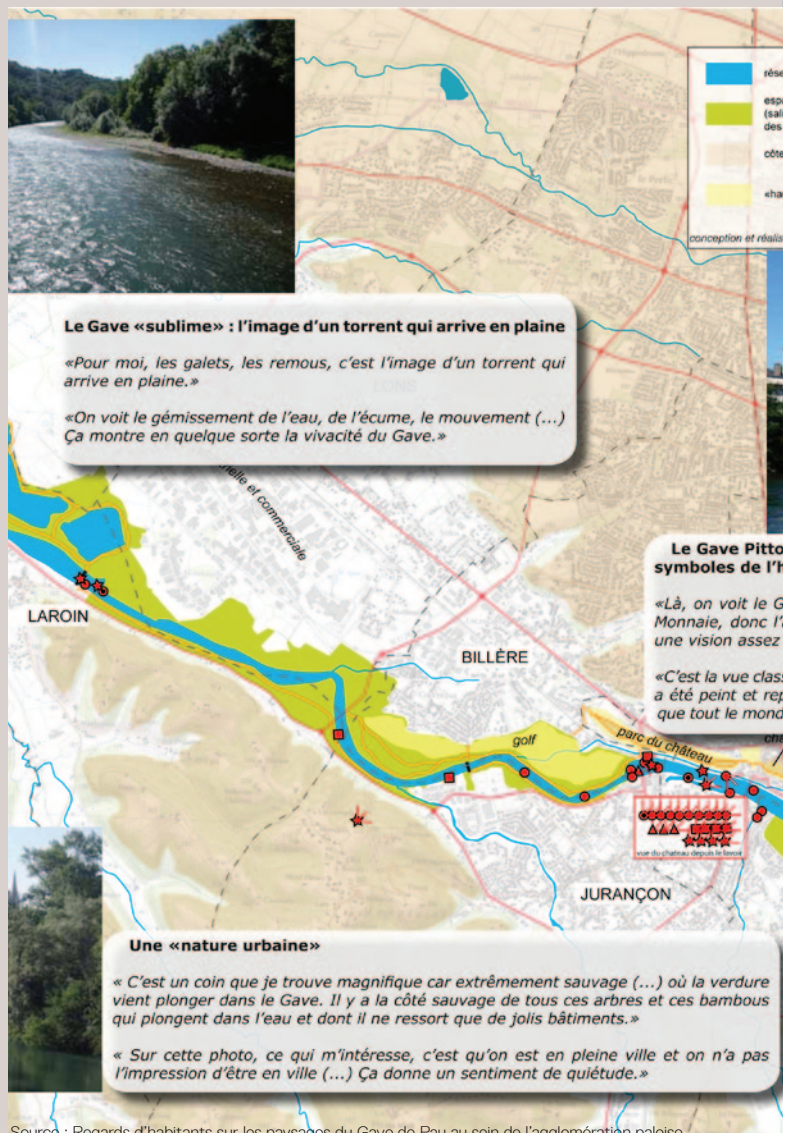 conception et réalis
Le Gave «sublime» : l’image d’un torrent qui arrive en plaine
«Pour moi, les galets, les remous, c’est l’image d’un torrent qui
arrive en plaine.»
«On voit le gémissement de l’eau, de l’écume, le mouvement (...)
Ça montre en quelque sorte la vivacité du Gave.»
et commerciale
LAROIN
BILLÈRE
Le Gave Pitto
symboles de l’h
«Là, on voit le G
Monnaie, donc l’
une vision assez
«C’est la vue class
a été peint et rep
que tout le mond
golf
parc du château
vue du chateau depuis le lavoir
JURANÇON
Une «nature urbaine»
« C’est un coin que je trouve magnifique car extrêmement sauvage (...) où la verdure
vient plonger dans le Gave. Il y a la côté sauvage de tous ces arbres et ces bambous
qui plongent dans l’eau et dont il ne ressort que de jolis bâtiments.»
« Sur cette photo, ce qui m’intéresse, c’est qu’on est en pleine ville et on n’a pas
l’impression d’être en ville (...) Ça donne un sentiment de quiétude.»
Source : Regards d’habitants sur les paysages du Gave de Pau au sein de l’agglomération paloise